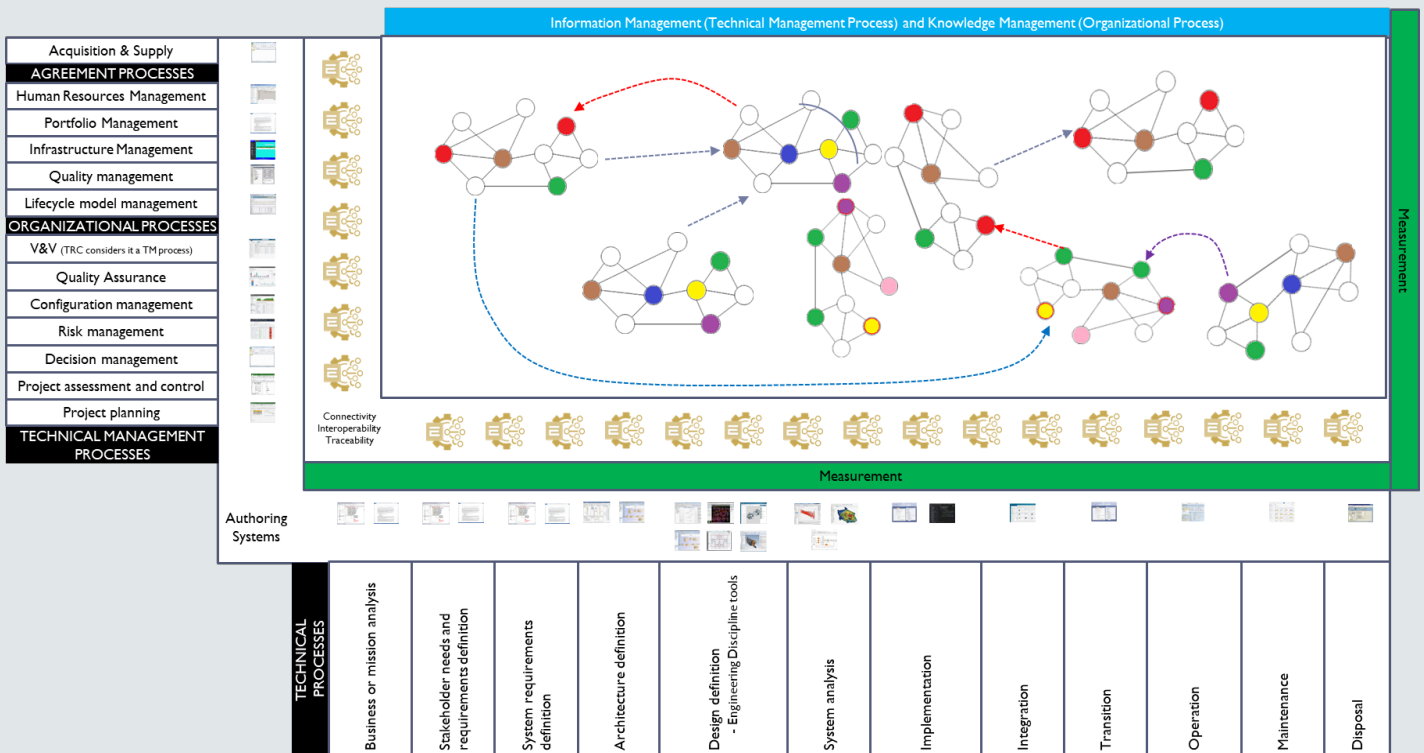 Information Management (Technical Management Process) and Knowledge Management (Organizational Process)
Acquisition & Supply
AGREEMENT PROCESSES
Human Resources Management
Portfolio Management
Infrastructure Management
Quality management
Lifecycle model management
ORGANIZATIONAL PROCESSES
V&V (TRC considers it a TM process)
Quality Assurance
Configuration management
Risk management
Decision management
Project assessment and control
Project planning
TECHNICAL MANAGEMENT
PROCESSES
Connectivity
Interoperability
Traceability
Measurement
Measurement
Authoring
Systems
TECHNICAL
PROCESSES
Business or mission analysis
Stakeholder needs and
requirements definition
System requirements
definition
Architecture definition
Design definition
- Engineering Discipline tools
System analysis
Implementation
Integration
Transition
Operation
Maintenance
Disposal